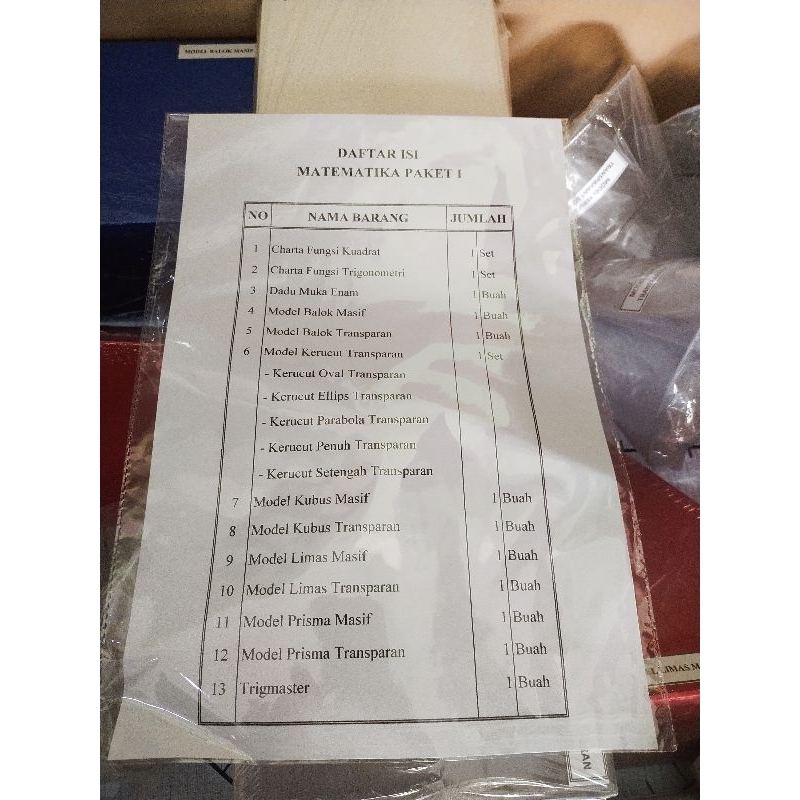 MODEL BALOK MASIF
DAFTAR ISI
MATEMATIKA PAKET I
NO NAMA BARANG JUMLAH
1 Charta Fungsi Kuadrat 1 Set
2 Charta Fungsi Trigonometri 1 Set
3 Dadu Muka Enam 1 Buah
4 Model Balok Masif 1 Buah
5 Model Balok Transparan 1 Buah
6 Model Kerucut Transparan 1 Set
- Kerucut Oval Transparan
- Kerucut Ellips Transparan
- Kerucut Parabola Transparan
- Kerucut Penuh Transparan
- Kerucut Setengah Transparan
7 Model Kubus Masif 1 Buah
8 Model Kubus Transparan 1 Buah
9 Model Limas Masif 1 Buah
10 Model Limas Transparan 1 Buah
11 Model Prisma Masif 1 Buah
12 Model Prisma Transparan 1 Buah
13 Trigmaster 1 Buah
LIMAS M